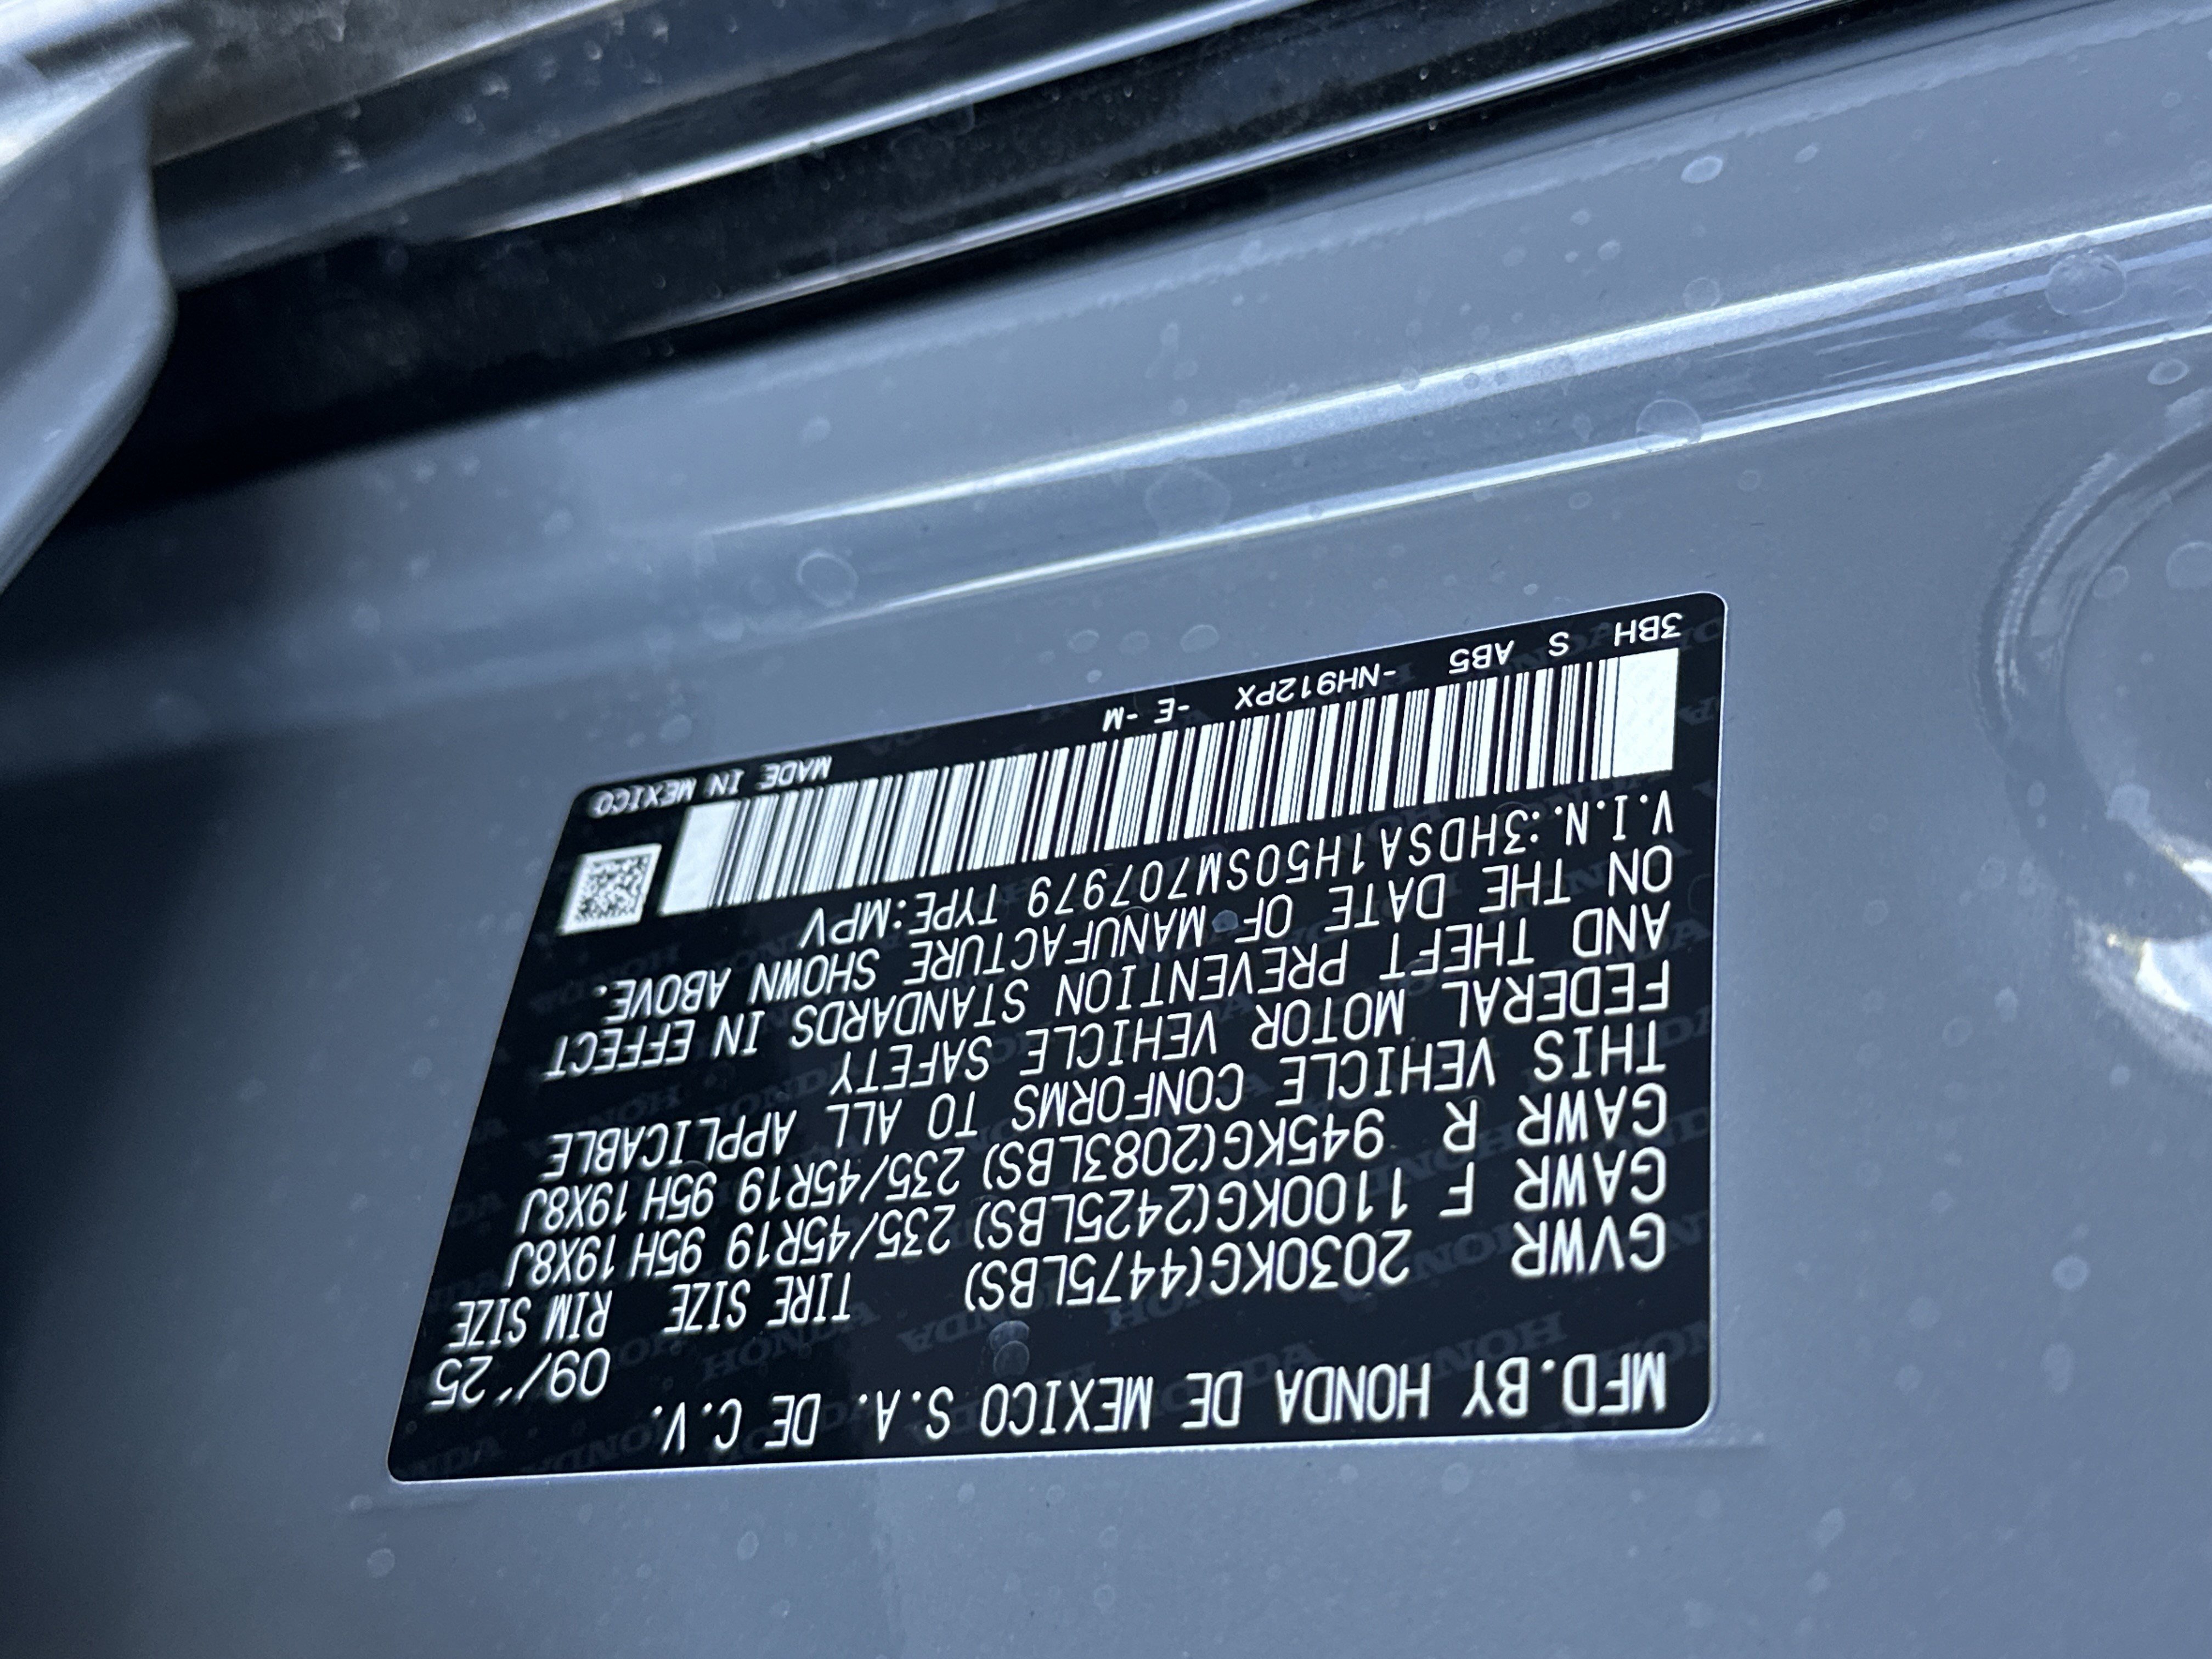 MFD.BY HONDA DE MEXICO S.A. DE C.V.
09/'25
TIRE SIZE RIM SIZE
GVWR 2030KG(4475LBS)
GAWR F 1100KG(2425LBS) 235/45R19 95H 19X8J
GAWR R 945KG(2083LBS) 235/45R19 95H 19X8J
THIS VEHICLE CONFORMS TO ALL APPLICABLE
FEDERAL MOTOR VEHICLE SAFETY
AND THEFT PREVENTION STANDARDS IN EFFECT
ON THE DATE OF MANUFACTURE SHOWN ABOVE.
V.I.N.:3HDSA1H50SM707979 TYPE:MPV
3BH S AB5 -NH912PX -E -M MADE IN MEXICO